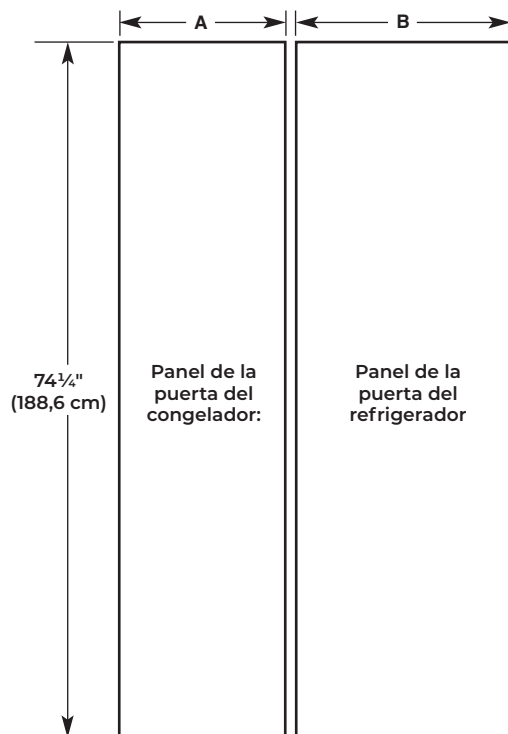 A
B
74¼"
(188,6 cm)
Panel de la
puerta del
congelador:
Panel de la
puerta del
refrigerador